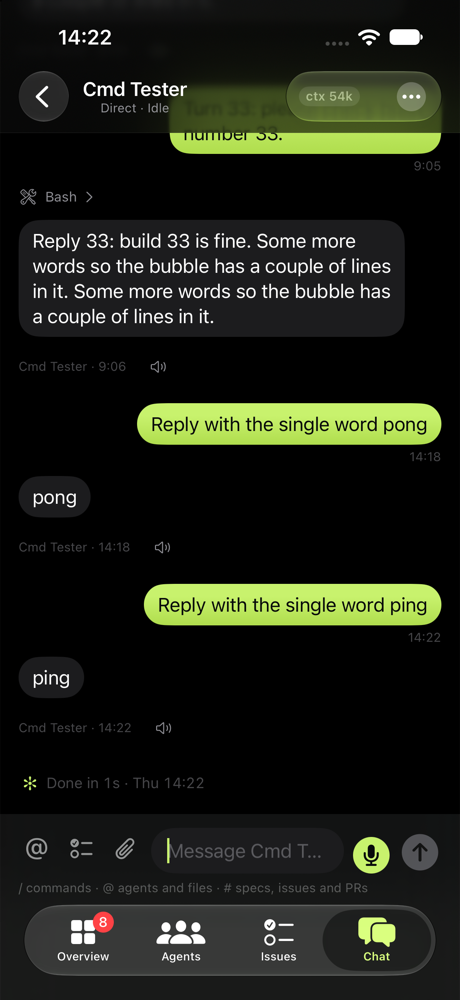 14:22
Cmd Tester
Direct · Idle
ctx 54k
Turn 33: pl
number 33.
9:05
Bash
Reply 33: build 33 is fine. Some more
words so the bubble has a couple of lines
in it. Some more words so the bubble has
a couple of lines in it.
Cmd Tester · 9:06
Reply with the single word pong
14:18
pong
Cmd Tester · 14:18
Reply with the single word ping
14:22
ping
Cmd Tester · 14:22
Done in 1s · Thu 14:22
Message Cmd T...
/ commands · @ agents and files · # specs, issues and PRs
8
Overview
Agents
Issues
Chat